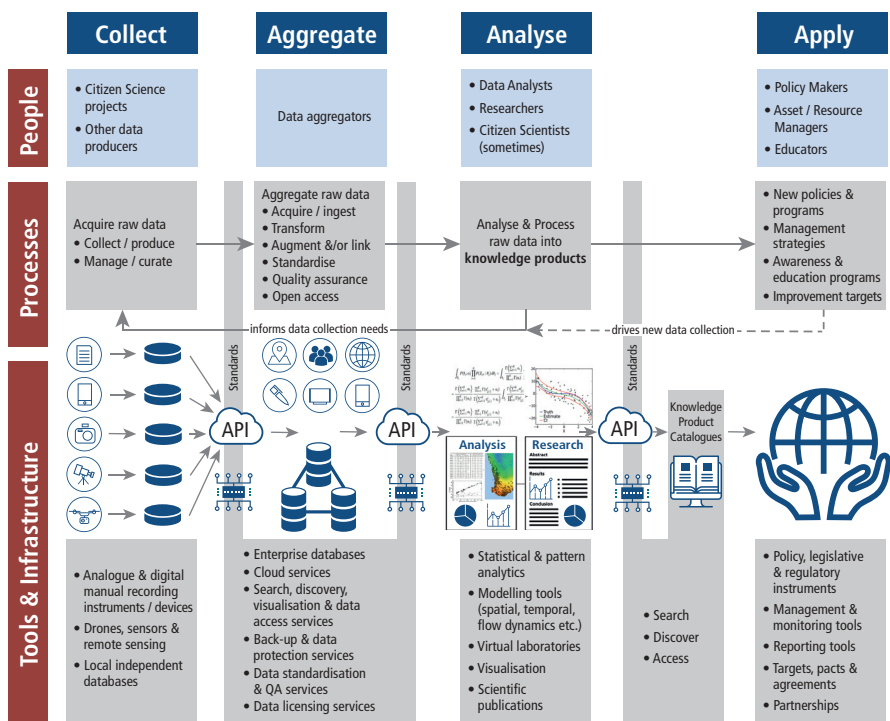 Collect
Aggregate
Analyse
Apply
People
• Citizen Science
projects
• Other data
producers
Data aggregators
• Data Analysts
• Researchers
• Citizen Scientists
(sometimes)
• Policy Makers
• Asset / Resource
Managers
• Educators
Processes
Acquire raw data
• Collect / produce
• Manage / curate
Standards
Aggregate raw data
• Acquire / ingest
• Transform
• Augment &/or link
• Standardise
• Quality assurance
• Open access
Standards
Analyse & Process
raw data into
knowledge products
Standards
• New policies &
programs
• Management
strategies
• Awareness &
education programs
• Improvement targets
informs data collection needs
drives new data collection
Tools & Infrastructure
API
API
API
Truth
Estimate
Analysis
Research
Abstract
Results
Conclusion
Knowledge
Product
Catalogues
• Analogue & digital
manual recording
instruments / devices
• Drones, sensors &
remote sensing
• Local independent
databases
• Enterprise databases
• Cloud services
• Search, discovery,
visualisation & data
access services
• Back-up & data
protection services
• Data standardisation
& QA services
• Data licensing services
• Statistical & pattern
analytics
• Modelling tools
(spatial, temporal,
flow dynamics etc.)
• Virtual laboratories
• Visualisation
• Scientific
publications
• Search
• Discover
• Access
• Policy, legislative
& regulatory
instruments
• Management &
monitoring tools
• Reporting tools
• Targets, pacts &
agreements
• Partnerships